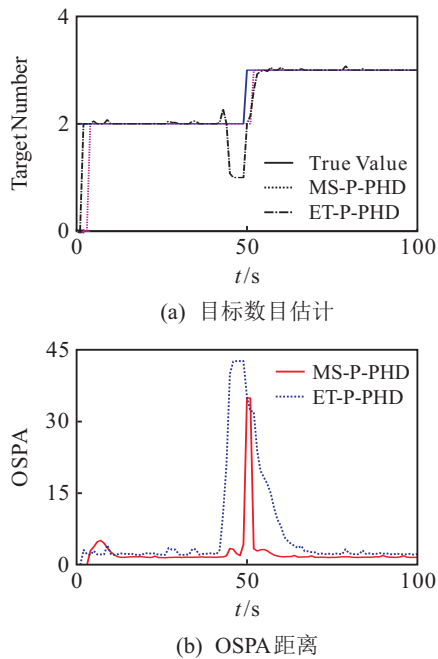 4
Target Number
2
True Value
MS-P-PHD
ET-P-PHD
0
0 50 100
t/s
(a) 目标数目估计
45
MS-P-PHD
ET-P-PHD
30
OSPA
15
0
0 50 100
t/s
(b) OSPA距离